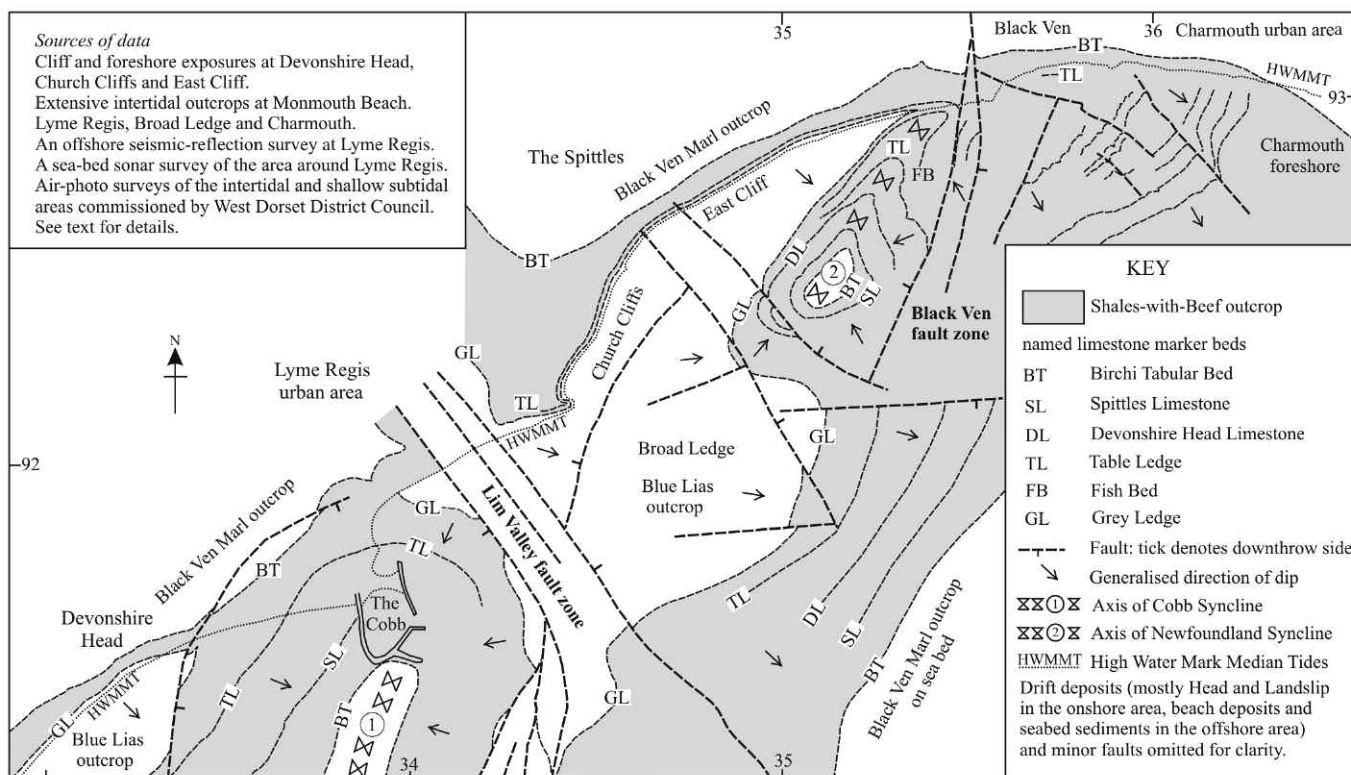 Sources of data
Cliff and foreshore exposures at Devonshire Head,
Church Cliffs and East Cliff.
Extensive intertidal outcrops at Monmouth Beach.
Lyme Regis, Broad Ledge and Charmouth.
An offshore seismic-reflection survey at Lyme Regis.
A sea-bed sonar survey of the area around Lyme Regis.
Air-photo surveys of the intertidal and shallow subtidal
areas commissioned by West Dorset District Council.
See text for details.
35
Black Ven
36
Charmouth urban area
BT
TL
HWMMT
93
Black Ven Marl outcrop
The Spittles
TL
FB
Charmouth
foreshore
East Cliff
BT
DL
2
BT
SL
GL
Black Ven
fault zone
Church Cliffs
N
GL
Lyme Regis
urban area
TL
HWMMT
GL
Broad Ledge
92
Blue Lias
outcrop
GL
Lim Valley fault zone
Black Ven Marl outcrop
BT
TL
The
Cobb
Devonshire
Head
TL
DL
SL
BT
Black Ven Marl outcrop
on sea bed
SL
TL
BT
1
GL
GL
HWMMT
Blue Lias
outcrop
34
35
KEY
Shales-with-Beef outcrop
named limestone marker beds
BT Birchi Tabular Bed
SL Spittles Limestone
DL Devonshire Head Limestone
TL Table Ledge
FB Fish Bed
GL Grey Ledge
Fault: tick denotes downthrow side
Generalised direction of dip
1 Axis of Cobb Syncline
2 Axis of Newfoundland Syncline
HWMMT High Water Mark Median Tides
Drift deposits (mostly Head and Landslip
in the onshore area, beach deposits and
seabed sediments in the offshore area)
and minor faults omitted for clarity.